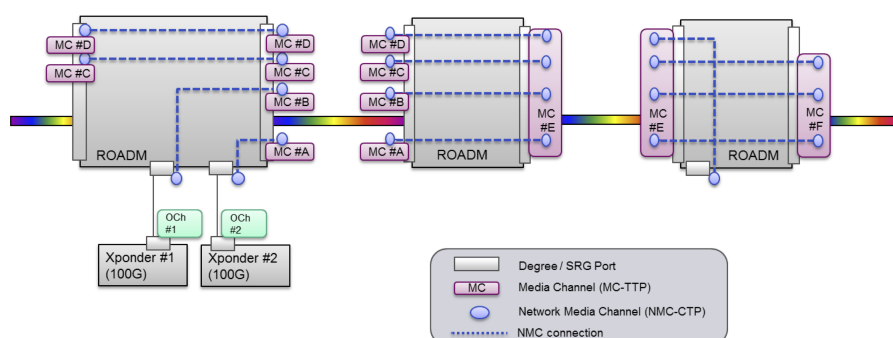 MC #D
MC #C
MC #D
MC #C
MC #B
MC #A
ROADM
MC #D
MC #C
MC #B
MC #A
MC
#E
ROADM
MC
#E
MC
#F
ROADM
OCh
#1
OCh
#2
Xponder #1
(100G)
Xponder #2
(100G)
Degree / SRG Port
MC
Media Channel (MC-TTP)
Network Media Channel (NMC-CTP)
NMC connection